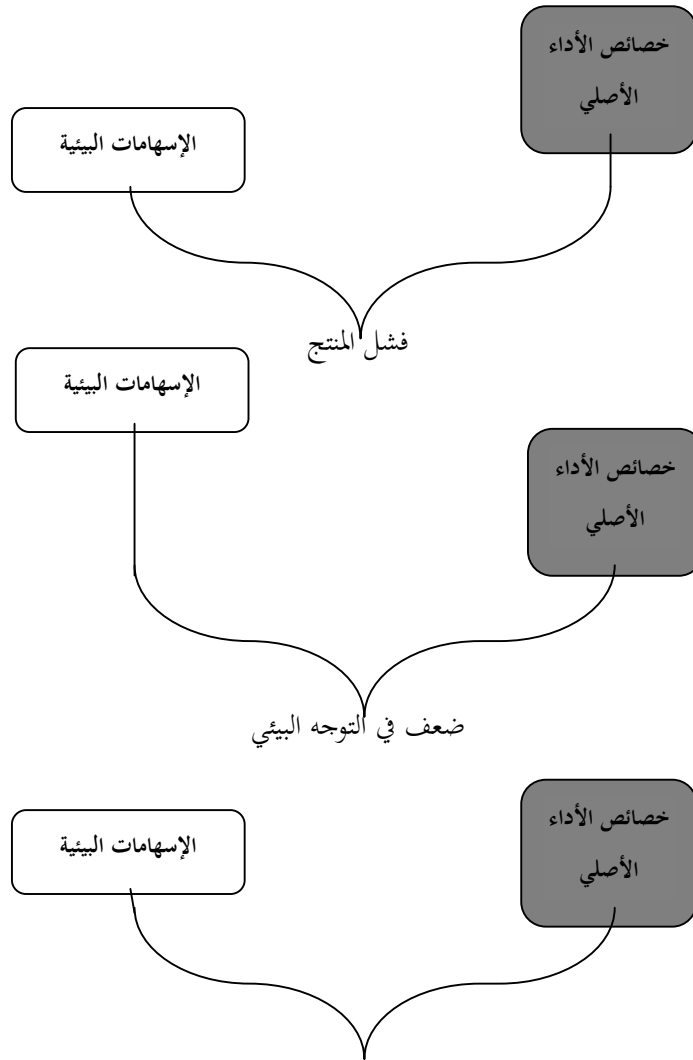 خصائص الأداء
الأصلي
الإسهامات البيئية
فشل المنتج
الإسهامات البيئية
خصائص الأداء
الأصلي
ضعف في التوجه البيئي
خصائص الأداء
الأصلي
الإسهامات البيئية